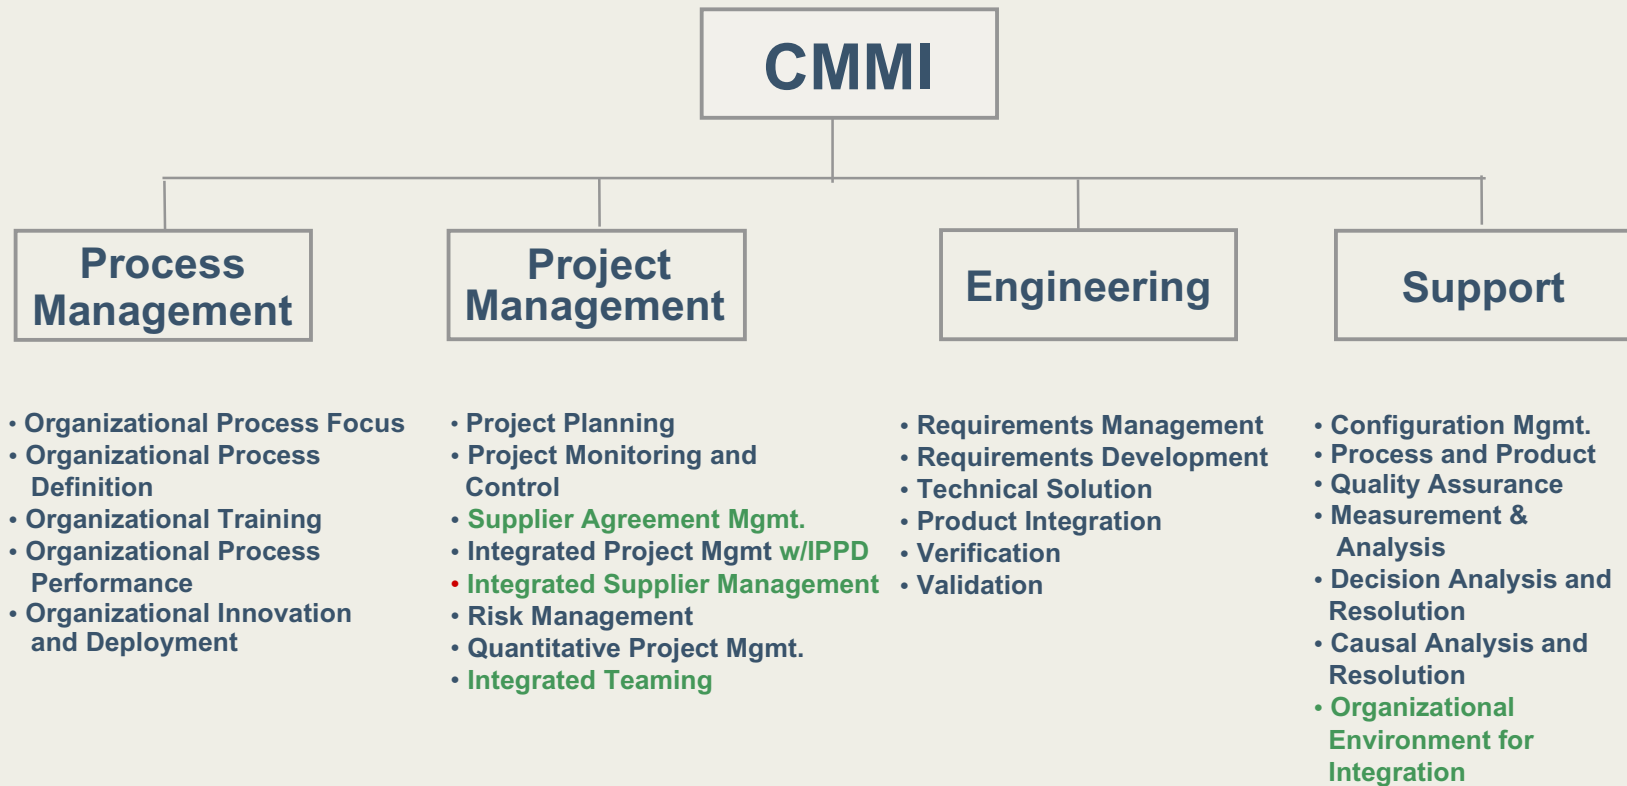 CMMI
Process
Management
Project
Management
Engineering
Support
• Organizational Process Focus
• Organizational Process
Definition
• Organizational Training
• Organizational Process
Performance
• Organizational Innovation
and Deployment
• Project Planning
• Project Monitoring and
Control
• Supplier Agreement Mgmt.
• Integrated Project Mgmt w/IPPD
• Integrated Supplier Management
• Risk Management
• Quantitative Project Mgmt.
• Integrated Teaming
• Requirements Management
• Requirements Development
• Technical Solution
• Product Integration
• Verification
• Validation
• Configuration Mgmt.
• Process and Product
• Quality Assurance
• Measurement &
Analysis
• Decision Analysis and
Resolution
• Causal Analysis and
Resolution
• Organizational
Environment for
Integration